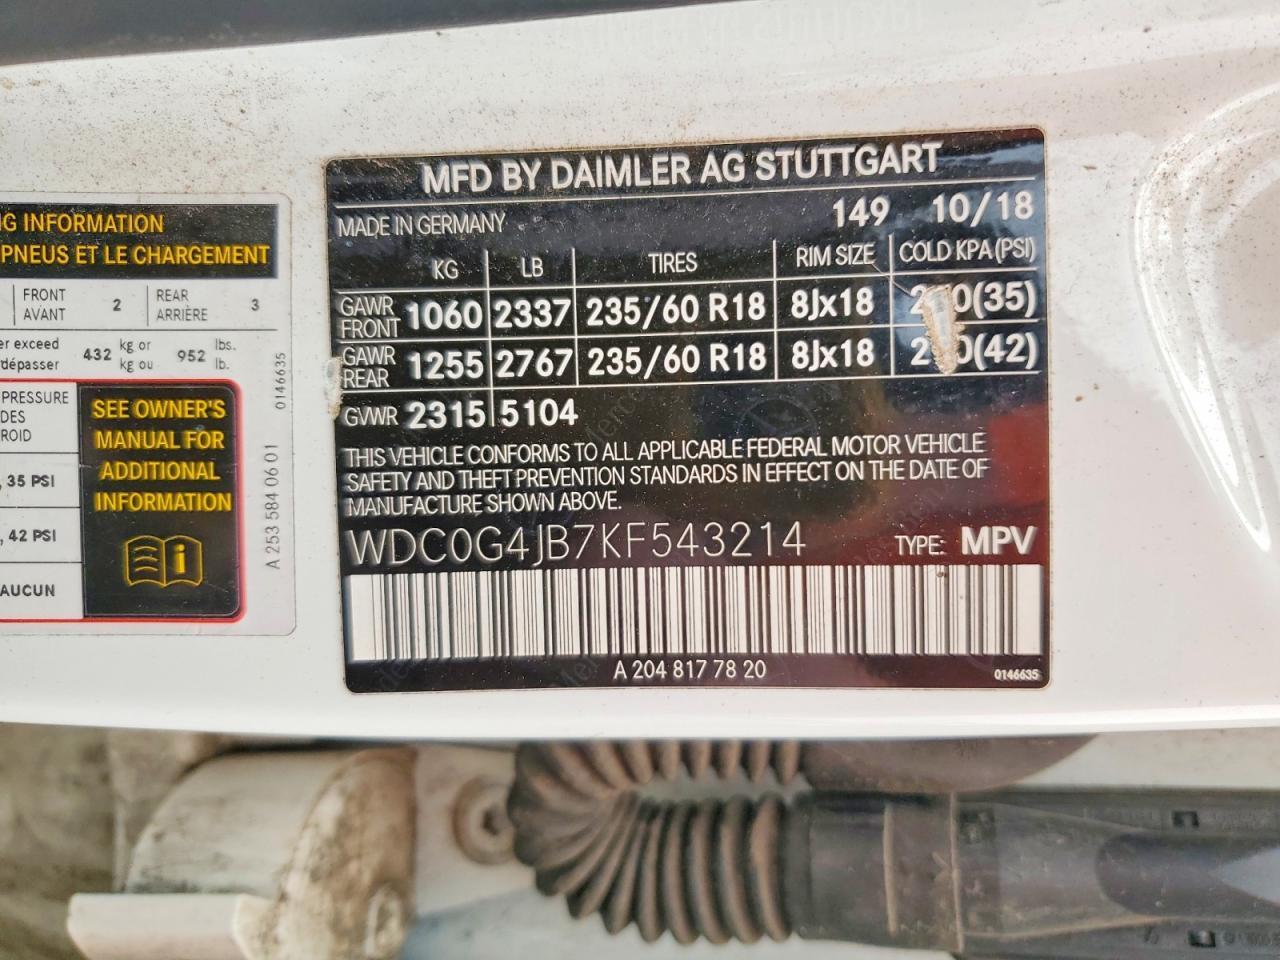 NG INFORMATION
PNEUS ET LE CHARGEMENT
FRONT AVANT 2 REAR ARRIÈRE 3
er exceed 432 kg or 952 lbs.
dépasser kg ou lb.
PRESSURE
DES
ROID
, 35 PSI
, 42 PSI
AUCUN
SEE OWNER'S
MANUAL FOR
ADDITIONAL
INFORMATION
A 253 584 06 01
0146635
MFD BY DAIMLER AG STUTTGART
MADE IN GERMANY 149 10/18
KG LB TIRES RIM SIZE COLD KPA (PSI)
GAWR FRONT 1060 2337 235/60 R18 8Jx18 (35)
GAWR REAR 1255 2767 235/60 R18 8Jx18 (42)
GVWR 2315 5104
THIS VEHICLE CONFORMS TO ALL APPLICABLE FEDERAL MOTOR VEHICLE
SAFETY AND THEFT PREVENTION STANDARDS IN EFFECT ON THE DATE OF
MANUFACTURE SHOWN ABOVE.
WDC0G4JB7KF543214 TYPE: MPV
A 204 817 78 20
0146635